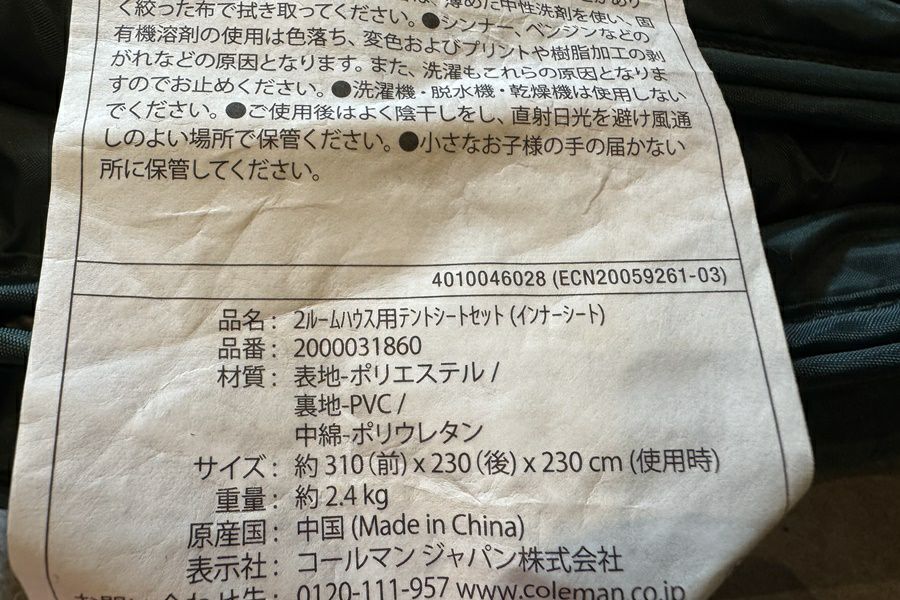 く絞った布で拭き取ってください。●シンナー、ベンジンなどの
有機溶剤の使用は色落ち、変色およびプリントや樹脂加工の剥
がれなどの原因となります。また、洗濯もこれらの原因となりま
すのでお止めください。●洗濯機・脱水機・乾燥機は使用しない
でください。●ご使用後はよく陰干しをし、直射日光を避け風通
しのよい場所で保管ください。●小さなお子様の手の届かない
所に保管してください。
4010046028 (ECN20059261-03)
品名：2ルームハウス用テントシートセット (インナーシート)
品番：2000031860
材質：表地-ポリエステル /
裏地-PVC /
中綿-ポリウレタン
サイズ：約 310（前）x 230（後）x 230 cm (使用時)
重量：約 2.4 kg
原産国：中国 (Made in China)
表示社：コールマン ジャパン株式会社
お問い合わせ先：0120-111-957 www.coleman.co.jp